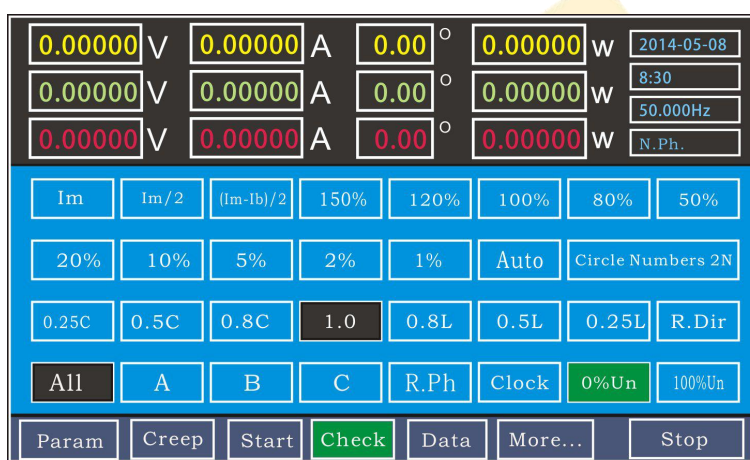 0.00000 V 0.00000 A 0.00 ° 0.00000 W 2014-05-08
0.00000 V 0.00000 A 0.00 ° 0.00000 W 8:30
50.000Hz
0.00000 V 0.00000 A 0.00 ° 0.00000 W N.Ph.
Im Im/2 (Im-Ib)/2 150% 120% 100% 80% 50%
20% 10% 5% 2% 1% Auto Circle Numbers 2N
0.25C 0.5C 0.8C 1.0 0.8L 0.5L 0.25L R.Dir
All A B C R.Ph Clock 0%Un 100%Un
Param Creep Start Check Data More... Stop